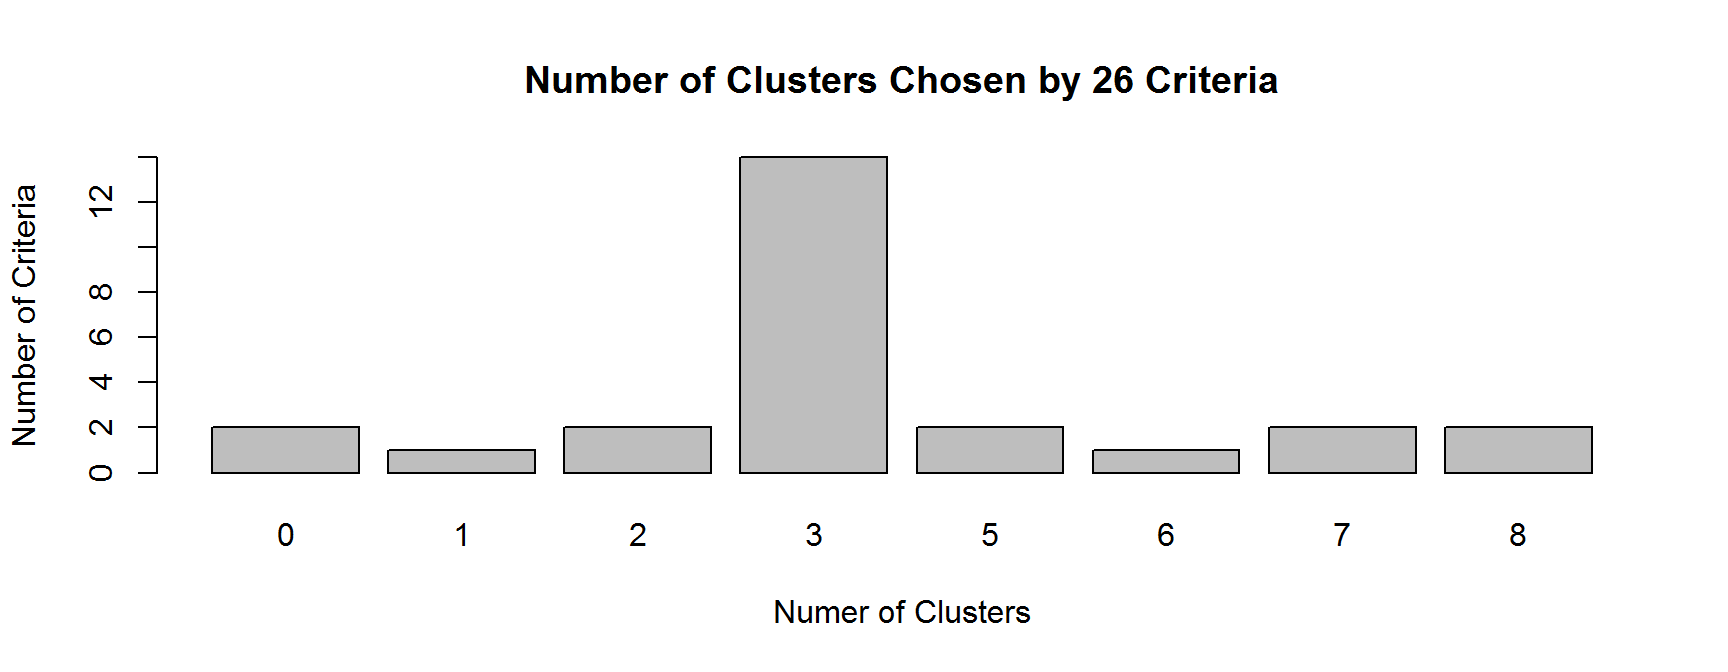 Number of Clusters Chosen by 26 Criteria
Number of Criteria
12
8
6
4
2
0
0 1 2 3 5 6 7 8
Numer of Clusters